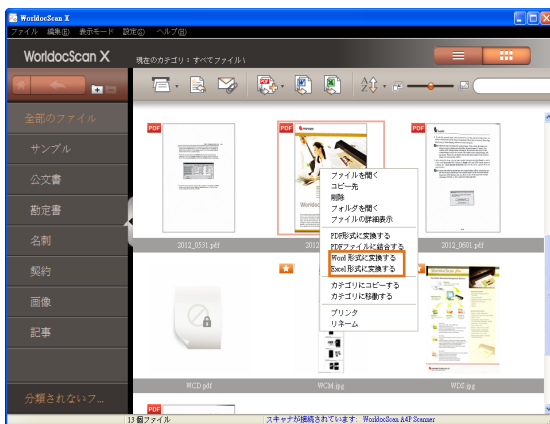 WorldocScan X
ファイル 編集(E) 表示モード 設定(S) ヘルプ(H)
WorldocScan X
現在のカテゴリ： すべてファイル\
全部のファイル
サンプル
公文書
勘定書
名刺
契約
画像
記事
分類されないフ...
PDF
PDF
PDF
2012_0531.pdf
2012
2012_0601.pdf
ファイルを開く
コピー先
削除
フォルダを開く
ファイルの詳細表示
PDF形式に変換する
PDFファイルに結合する
Word 形式に変換する
Excel 形式に変換する
カテゴリにコピーする
カテゴリに移動する
プリンタ
リネーム
WCD.pdf
WCM.jpg
WDS.jpg
PDF
13 個ファイル
スキャナが接続されています: WorldocScan A4P Scanner